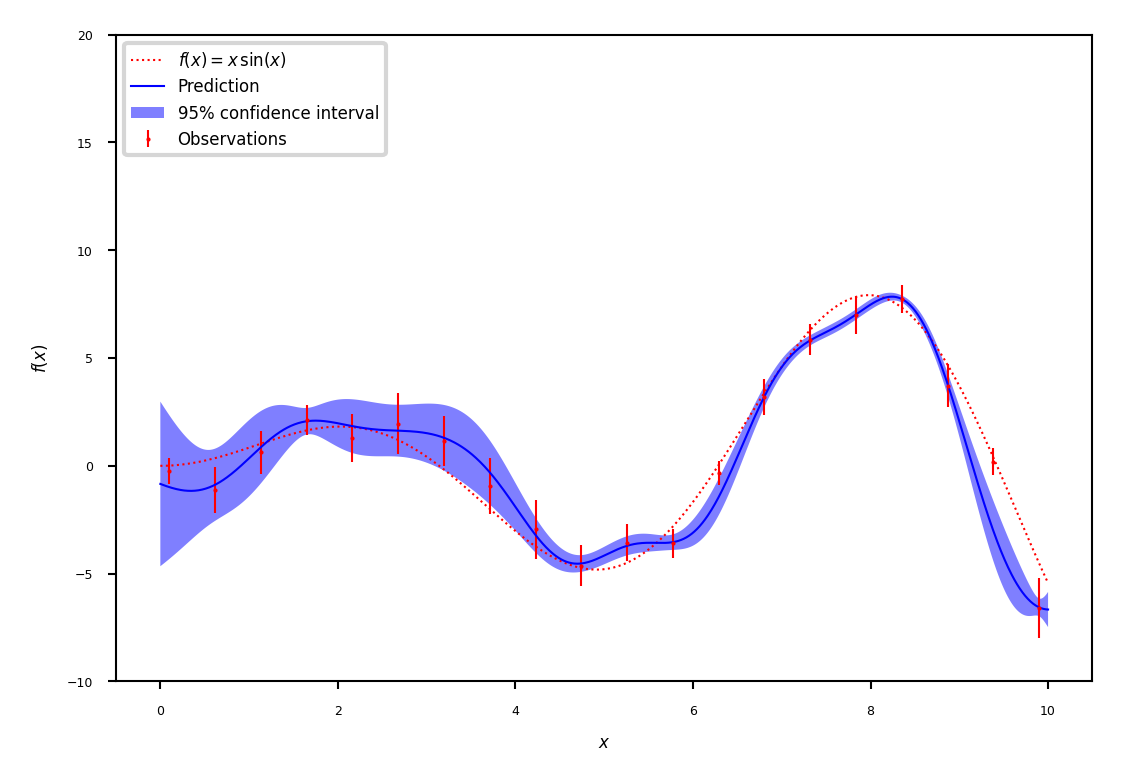 20
15
10
5
0
−5
−10
f(x)
f(x) = x sin(x)
Prediction
95% confidence interval
Observations
0 2 4 6 8 10
x